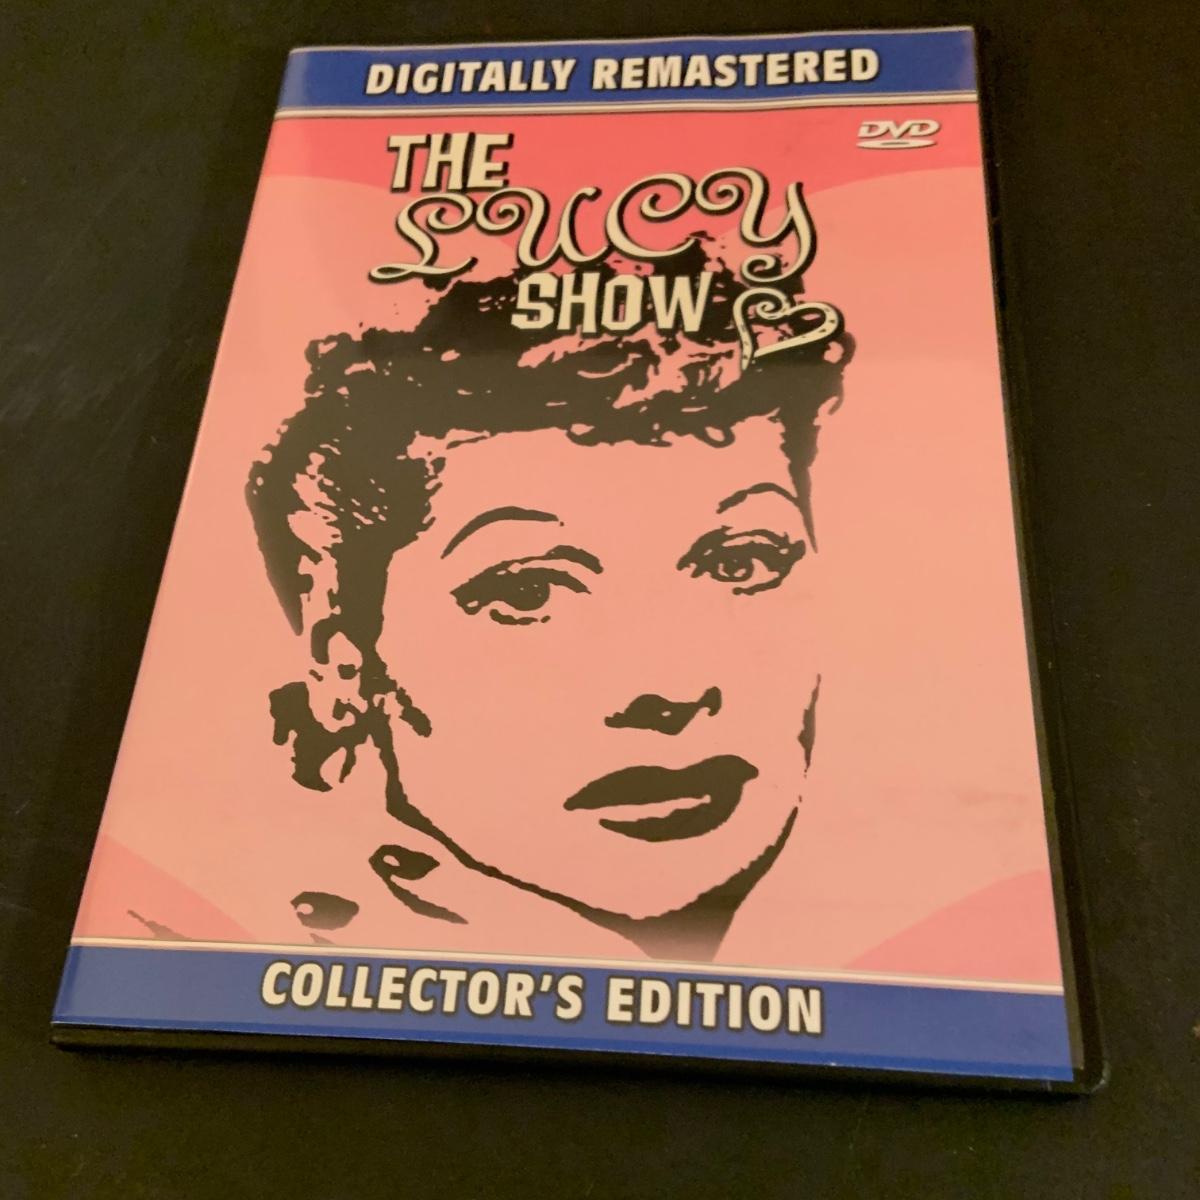 DIGITALLY REMASTERED
DVD
THE
LUCY
SHOW
COLLECTOR'S EDITION